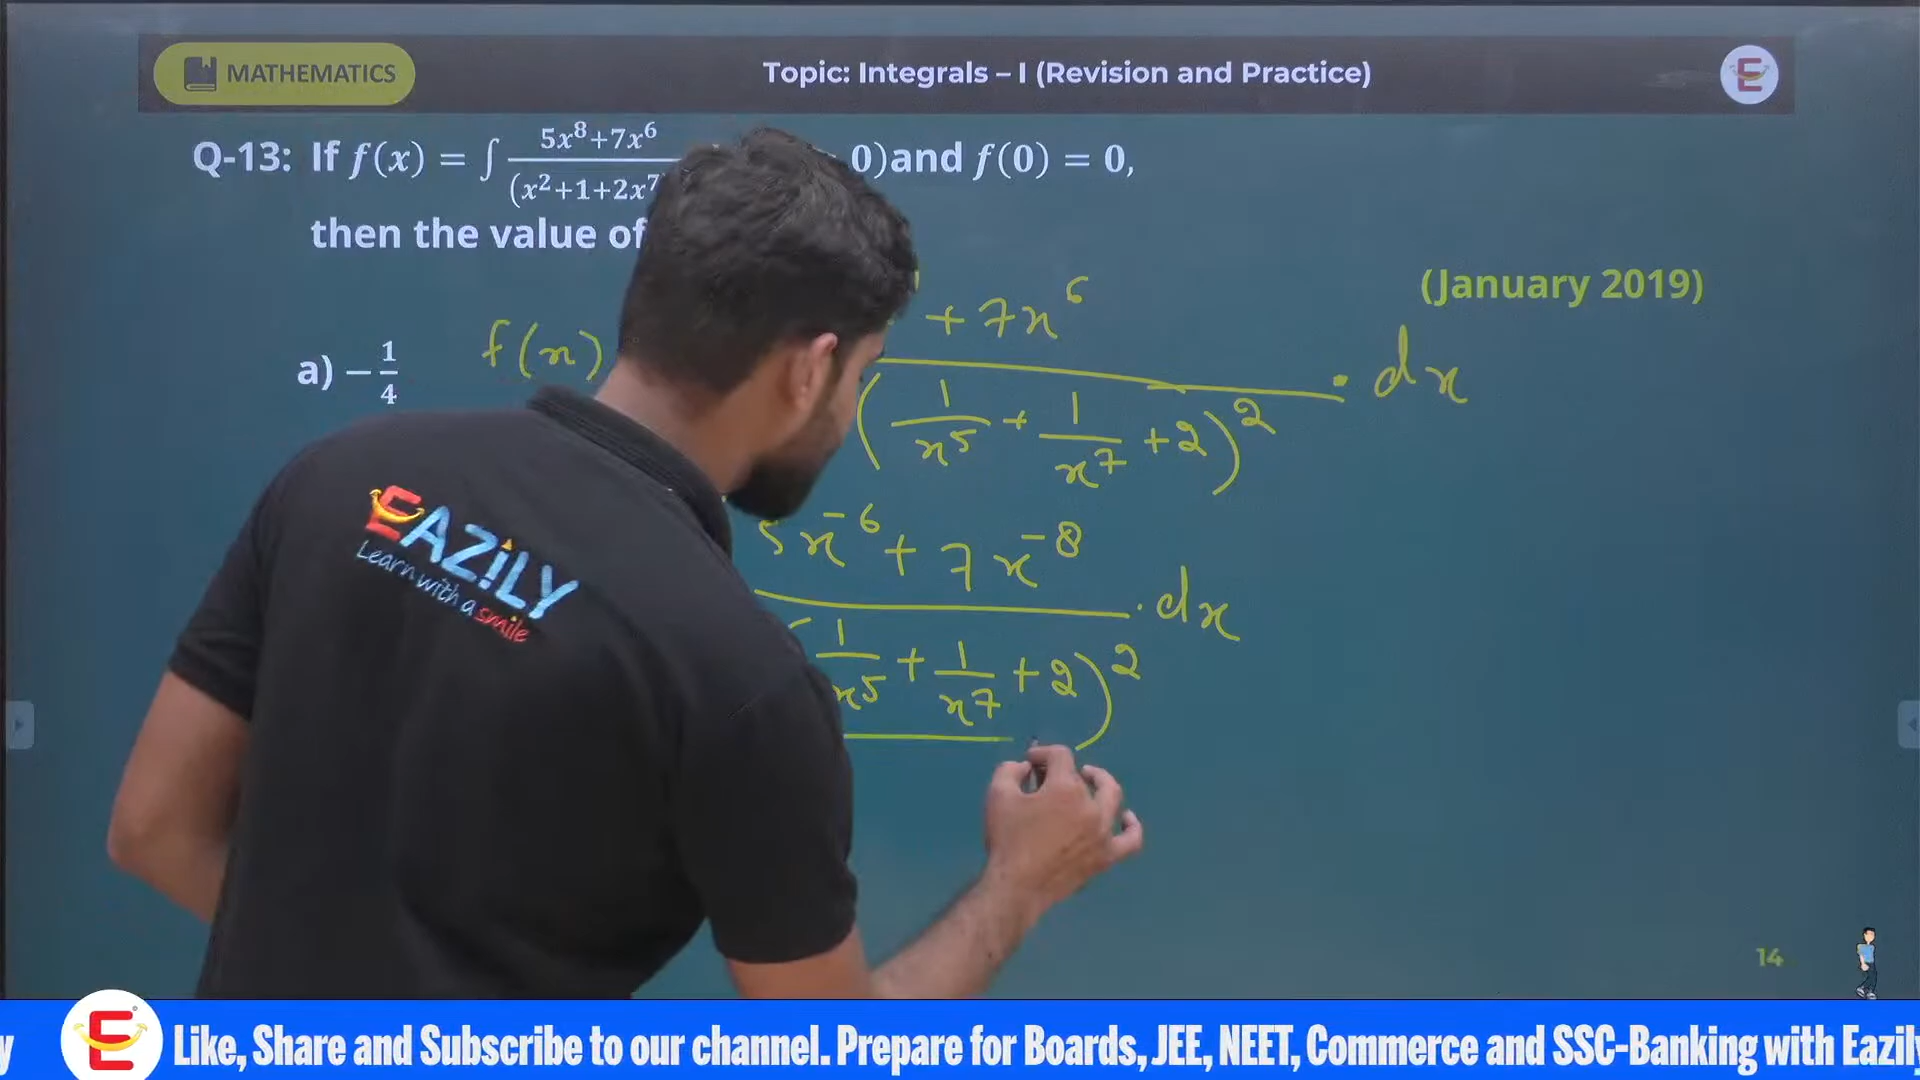 MATHEMATICS
Topic: Integrals – I (Revision and Practice)
E
Q-13: If f(x) = ∫ (5x⁸+7x⁶)/(x²+1+2x⁷ 0)and f(0) = 0,
then the value of
(January 2019)
a) −1/4
f(x)
+ 7x⁶
(1/x⁵ + 1/x⁷ + 2)² · dx
5x⁻⁶ + 7x⁻⁸
1/x⁵ + 1/x⁷ + 2)² · dx
EAZiLY
Learn with a smile
14
y E Like, Share and Subscribe to our channel. Prepare for Boards, JEE, NEET, Commerce and SSC-Banking with Eazily